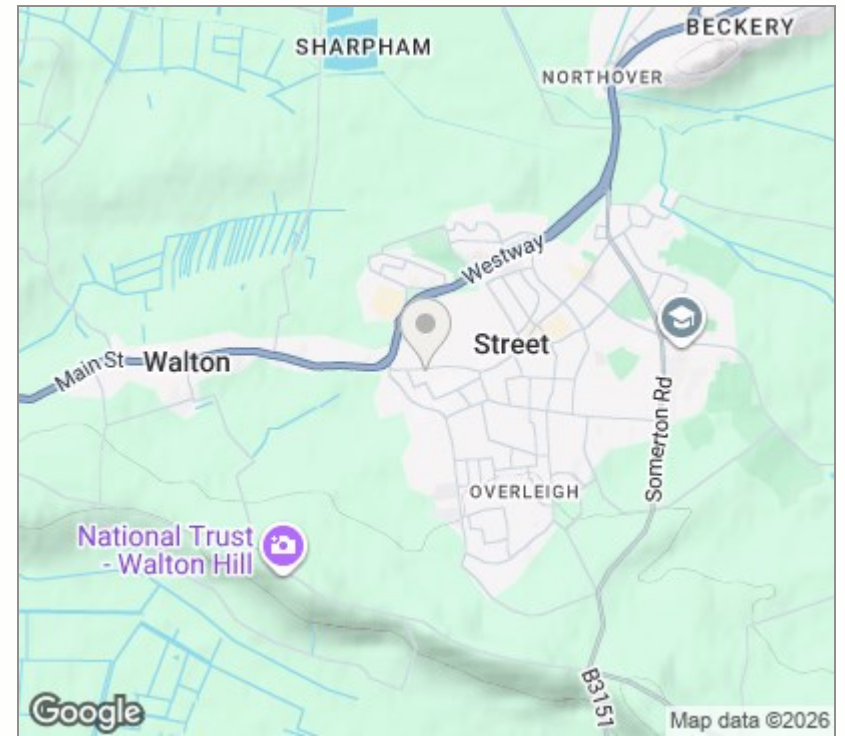 BECKERY
SHARPHAM
NORTHOVER
Westway
Street
Main St
Walton
Somerton Rd
OVERLEIGH
National Trust
- Walton Hill
B3151
Google
Map data ©2026